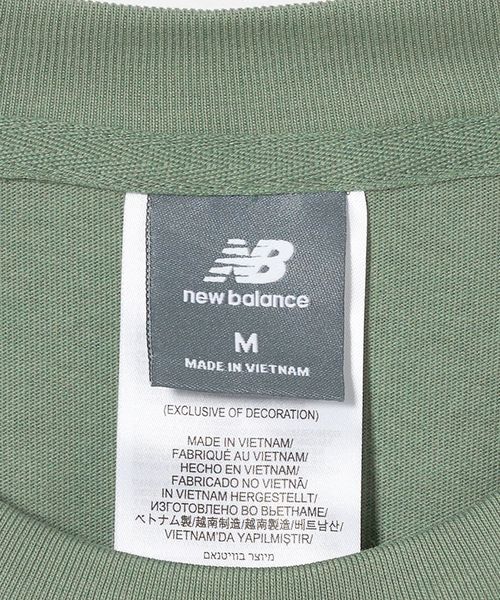 NB
new balance
M
MADE IN VIETNAM
(EXCLUSIVE OF DECORATION)
MADE IN VIETNAM/
FABRIQUÉ AU VIETNAM/
HECHO EN VIETNAM/
FABRICADO NO VIETNÃ/
IN VIETNAM HERGESTELLT/
ИЗГОТОВЛЕНО ВО ВЬЕТНАМЕ/
ベトナム製/越南制造/越南製造/베트남산/
VIETNAM'DA YAPILMIŞTIR/
מיוצר בוויטנאם